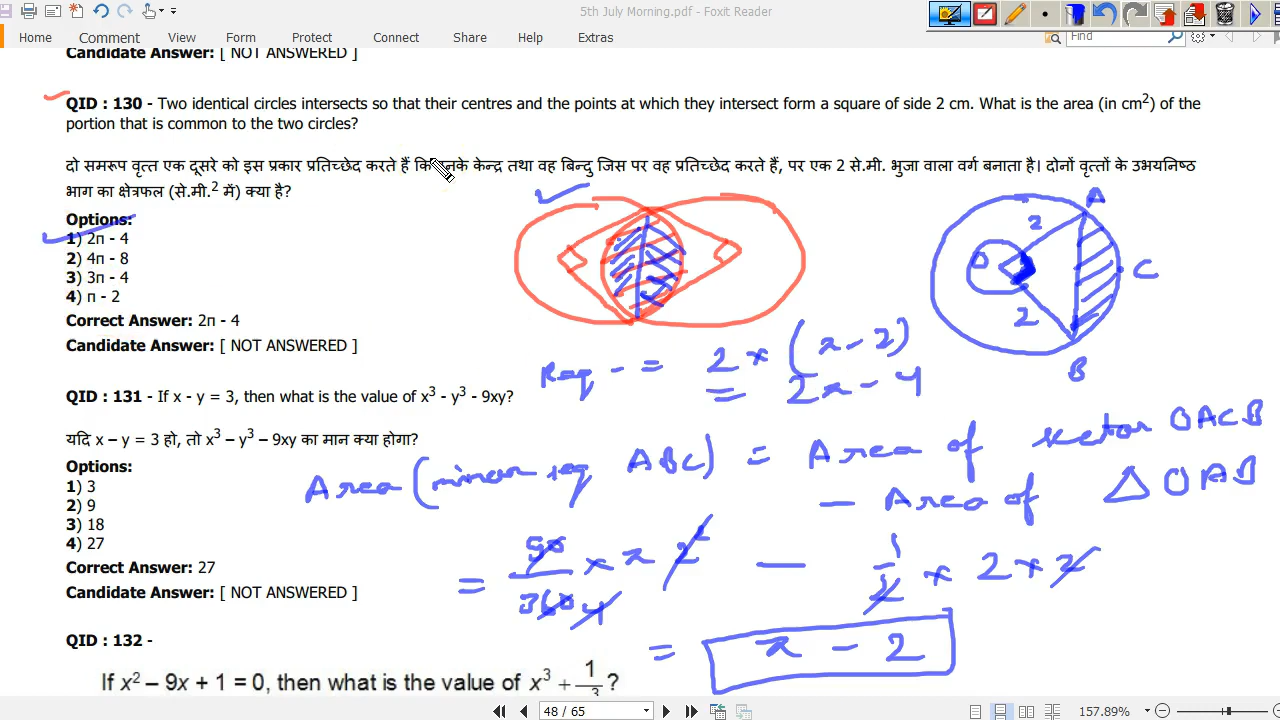 5th July Morning.pdf - Foxit Reader
Home Comment View Form Protect Connect Share Help Extras
Find
Candidate Answer: [ NOT ANSWERED ]
QID : 130 - Two identical circles intersects so that their centres and the points at which they intersect form a square of side 2 cm. What is the area (in cm2) of the
portion that is common to the two circles?
दो समरूप वृत्त एक दूसरे को इस प्रकार प्रतिच्छेद करते हैं कि उनके केन्द्र तथा वह बिन्दु जिस पर वह प्रतिच्छेद करते हैं, पर एक 2 से.मी. भुजा वाला वर्ग बनाता है। दोनों वृत्तों के उभयनिष्ठ
भाग का क्षेत्रफल (से.मी.2 में) क्या है?
Options:
1) 2π - 4
2) 4π - 8
3) 3π - 4
4) π - 2
Correct Answer: 2π - 4
Candidate Answer: [ NOT ANSWERED ]
A
2
O
C
2
B
= 2 × (π - 2)
= 2π - 4
QID : 131 - If x - y = 3, then what is the value of x3 - y3 - 9xy?
यदि x – y = 3 हो, तो x3 – y3 – 9xy का मान क्या होगा?
Options:
1) 3
2) 9
3) 18
4) 27
Correct Answer: 27
Candidate Answer: [ NOT ANSWERED ]
Area (minor seg ABC) = Area of sector OACB
- Area of △ OAB
= 90/360 × π 2² - 1/2 × 2 × 2
= π - 2
QID : 132 -
If x2 – 9x + 1 = 0, then what is the value of x3 + 1/3 ?
48 / 65
157.89%